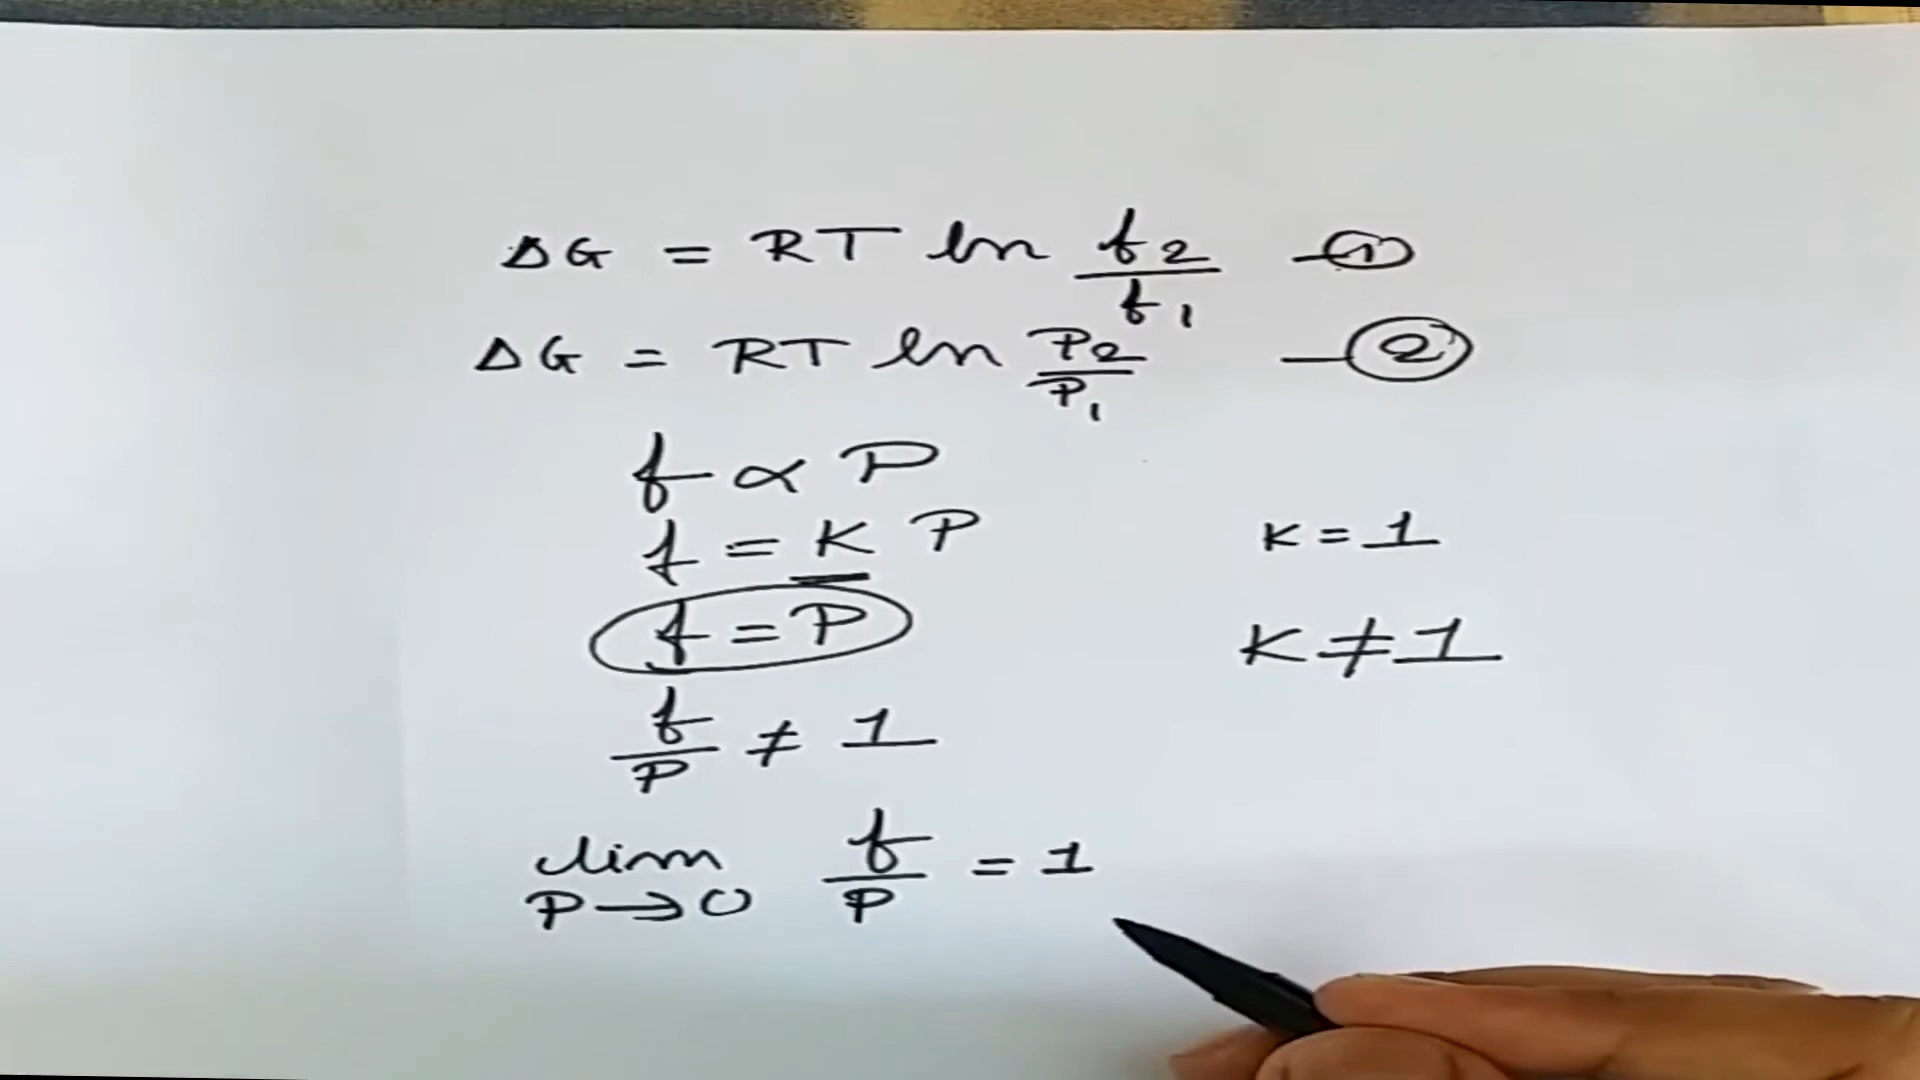 ΔG = RT ln f2/f1 —①
ΔG = RT ln P2/P1 —②
f ∝ P
f = K P K = 1
f = P K ≠ 1
f/P ≠ 1
lim P→0 f/P = 1